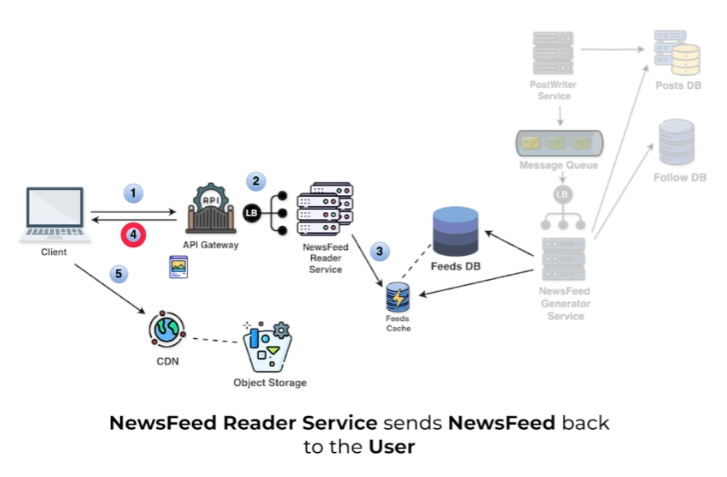 PostWriter
Service
Posts DB
Message Queue
Follow DB
LB
1
2
API
4
LB
Client
API Gateway
NewsFeed
Reader
Service
3
Feeds DB
NewsFeed
Generator
Service
5
Feeds
Cache
CDN
Object Storage
NewsFeed Reader Service sends NewsFeed back
to the User